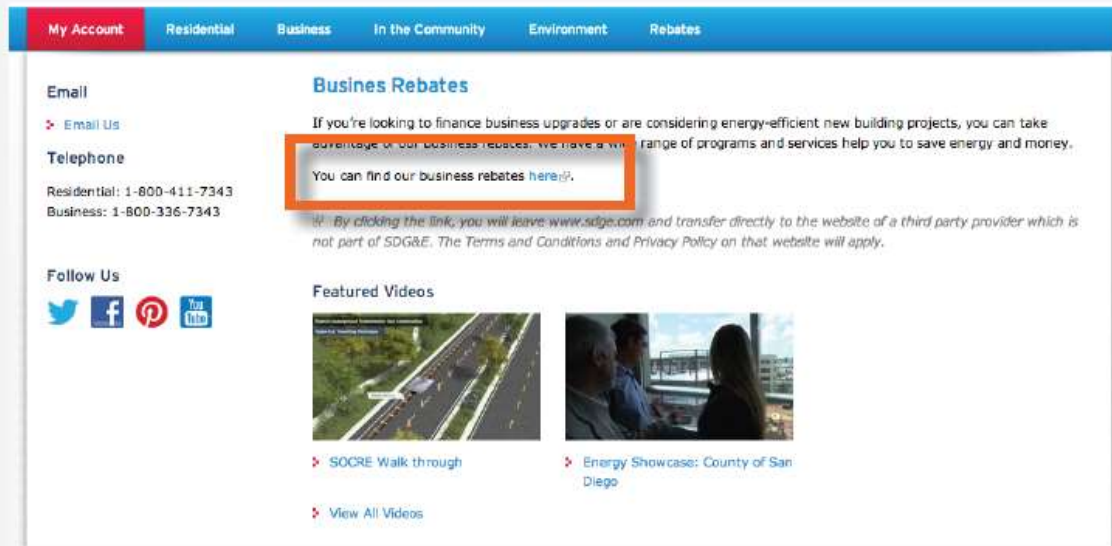 My Account Residential Business In the Community Environment Rebates
Email
Email Us
Telephone
Residential: 1-800-411-7343
Business: 1-800-336-7343
Follow Us
Busines Rebates
If you're looking to finance business upgrades or are considering energy-efficient new building projects, you can take
advantage of our business rebates. We have a wide range of programs and services help you to save energy and money.
You can find our business rebates here.
By clicking the link, you will leave www.sdge.com and transfer directly to the website of a third party provider which is
not part of SDG&E. The Terms and Conditions and Privacy Policy on that website will apply.
Featured Videos
SOCRE Walk through
Energy Showcase: County of San
Diego
View All Videos
You
Tube